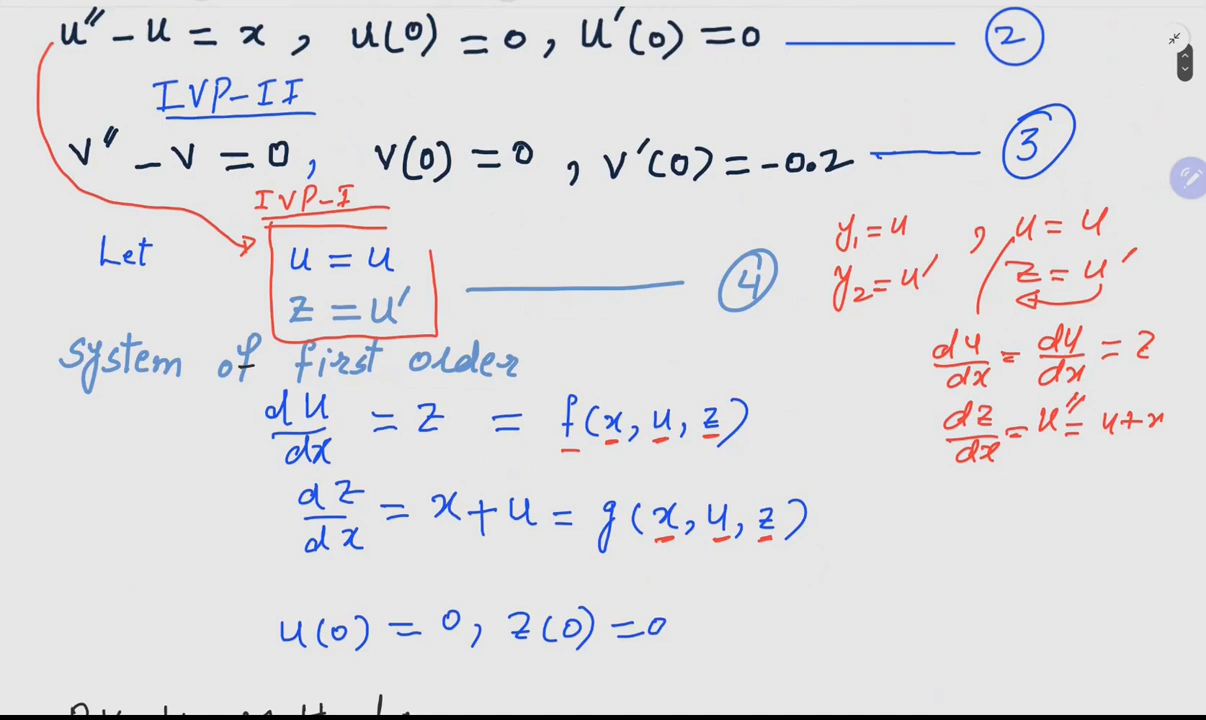 u″ − u = x , u(0) = 0 , u′(0) = 0 ——— 2
IVP-II
v″ − v = 0 , v(0) = 0 , v′(0) = −0.2 ——— 3
IVP-I
Let
u = u
z = u′
——— 4
y₁ = u , u = u
y₂ = u′ z = u′
du/dx = du/dx = z
dz/dx = u″ = u + x
system of first order
du/dx = z = f(x, u, z)
dz/dx = x + u = g(x, u, z)
u(0) = 0, z(0) = 0